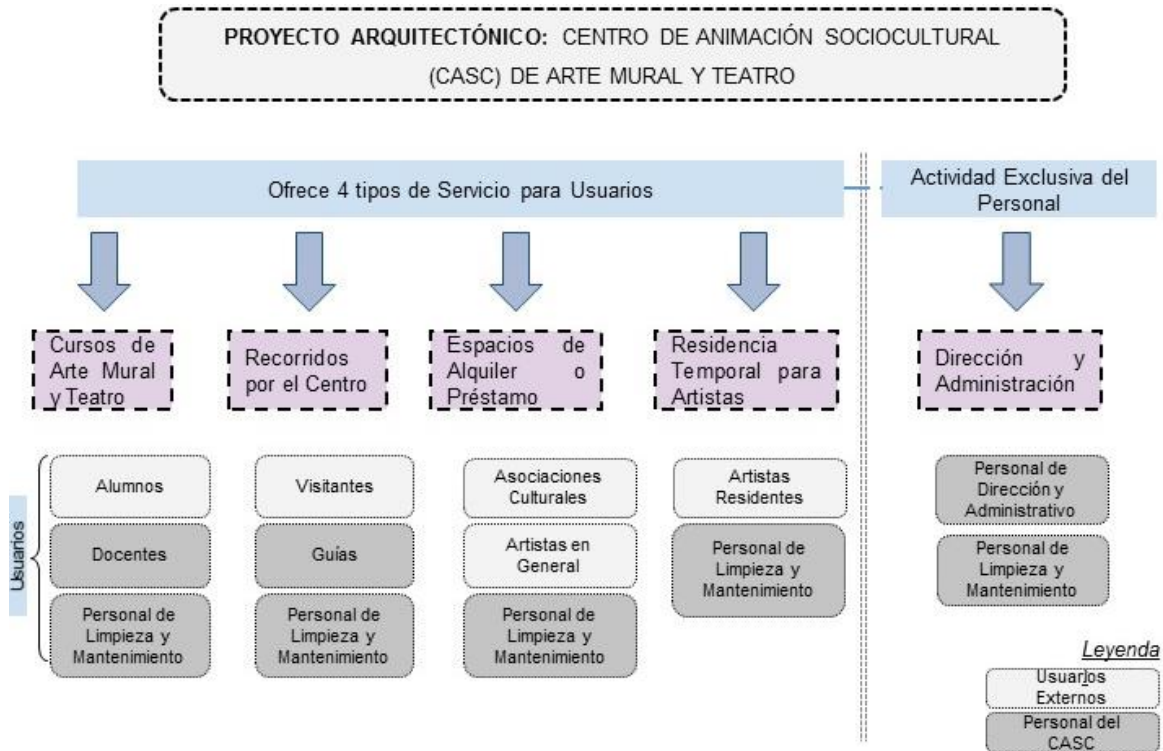 PROYECTO ARQUITECTÓNICO: CENTRO DE ANIMACIÓN SOCIOCULTURAL
(CASC) DE ARTE MURAL Y TEATRO
Ofrece 4 tipos de Servicio para Usuarios
Actividad Exclusiva del
Personal
Cursos de
Arte Mural
y Teatro
Recorridos
por el Centro
Espacios de
Alquiler o
Préstamo
Residencia
Temporal para
Artistas
Dirección y
Administración
Usuarios
Alumnos
Visitantes
Asociaciones
Culturales
Artistas
Residentes
Personal de
Dirección y
Administrativo
Docentes
Guías
Artistas en
General
Personal de
Limpieza y
Mantenimiento
Personal de
Limpieza y
Mantenimiento
Personal de
Limpieza y
Mantenimiento
Personal de
Limpieza y
Mantenimiento
Personal de
Limpieza y
Mantenimiento
Leyenda
Usuarios
Externos
Personal del
CASC